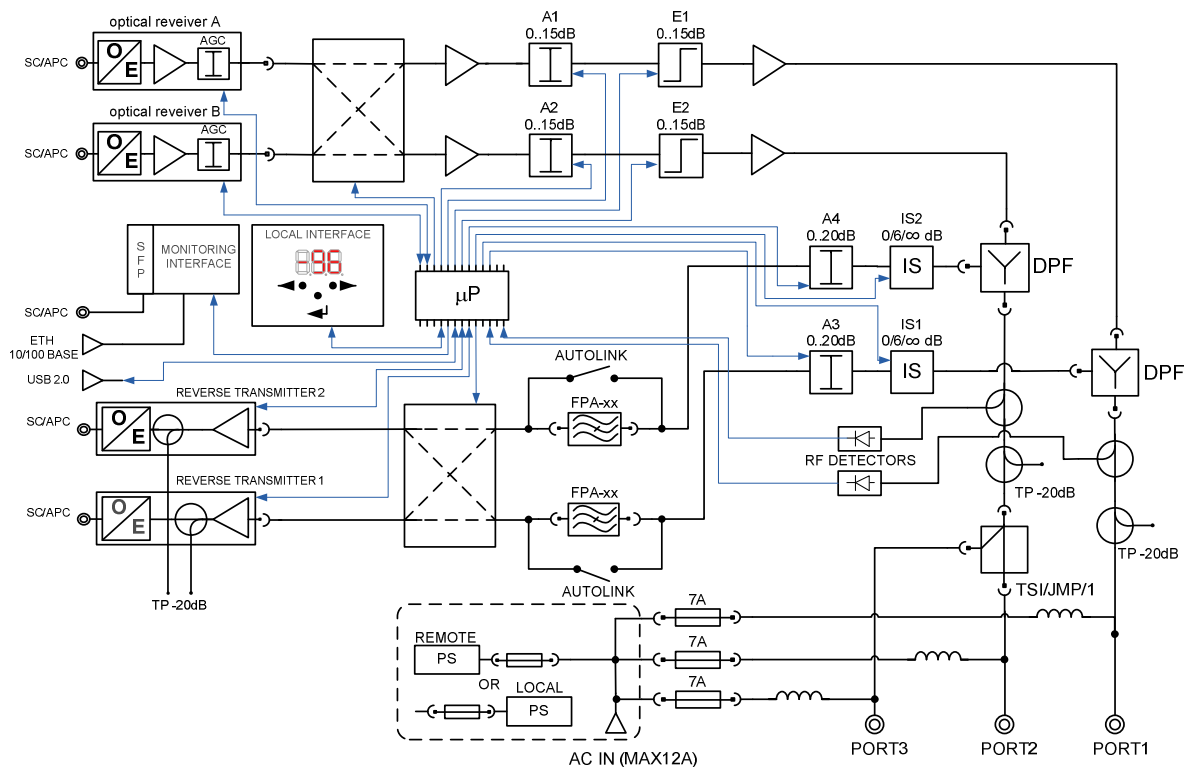 optical reveiver A
SC/APC
O
E
AGC
A1
0..15dB
E1
0..15dB
optical reveiver B
SC/APC
O
E
AGC
A2
0..15dB
E2
0..15dB
SFP
MONITORING
INTERFACE
LOCAL INTERFACE
-96
µP
A4
0..20dB
IS2
0/6/∞ dB
IS
DPF
SC/APC
ETH
10/100 BASE
USB 2.0
A3
0..20dB
IS1
0/6/∞ dB
IS
DPF
AUTOLINK
FPA-xx
REVERSE TRANSMITTER 2
SC/APC
O
E
RF DETECTORS
REVERSE TRANSMITTER 1
SC/APC
O
E
FPA-xx
AUTOLINK
TP -20dB
TP -20dB
TP -20dB
TSI/JMP/1
REMOTE
PS
OR
LOCAL
PS
7A
7A
7A
AC IN (MAX12A)
PORT3
PORT2
PORT1